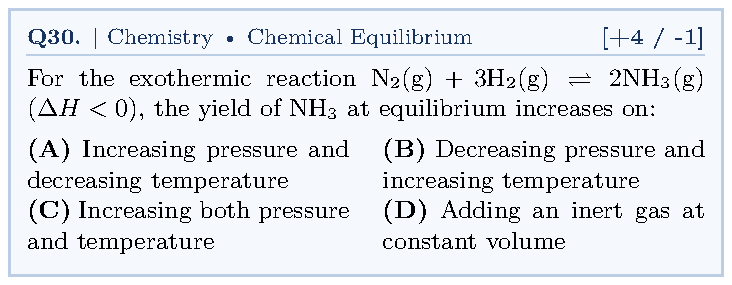 Q30. | Chemistry • Chemical Equilibrium [+4 / -1]
For the exothermic reaction N₂(g) + 3H₂(g) ⇌ 2NH₃(g)
(ΔH < 0), the yield of NH₃ at equilibrium increases on:
(A) Increasing pressure and decreasing temperature
(B) Decreasing pressure and increasing temperature
(C) Increasing both pressure and temperature
(D) Adding an inert gas at constant volume